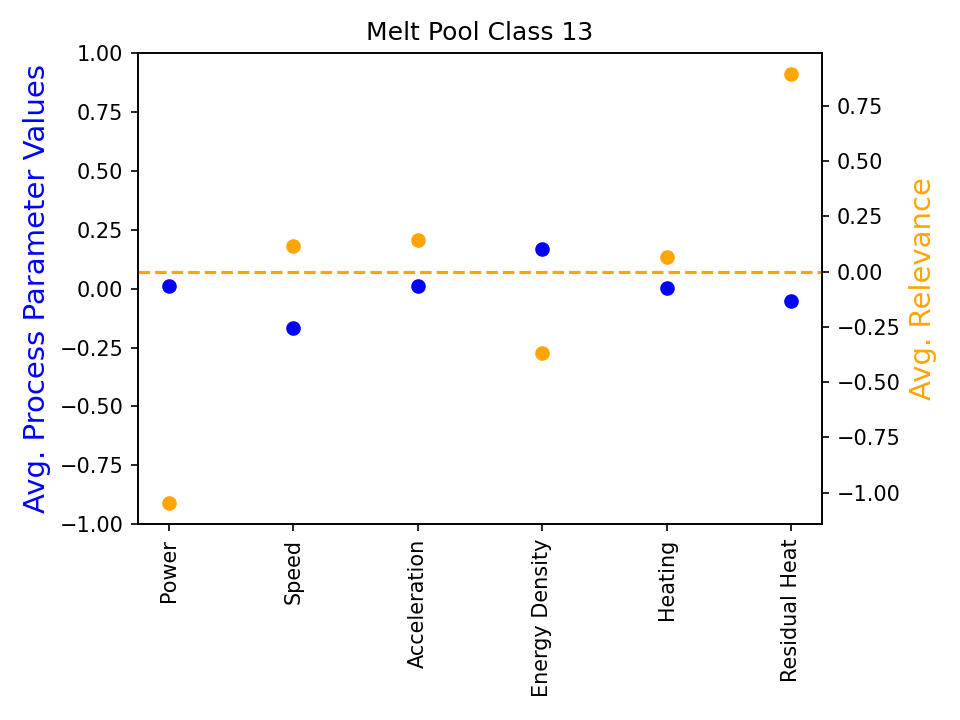 Melt Pool Class 13
Avg. Process Parameter Values
1.00
0.75
0.50
0.25
0.00
−0.25
−0.50
−0.75
−1.00
0.75
0.50
0.25
0.00
−0.25
−0.50
−0.75
−1.00
Avg. Relevance
Power
Speed
Acceleration
Energy Density
Heating
Residual Heat